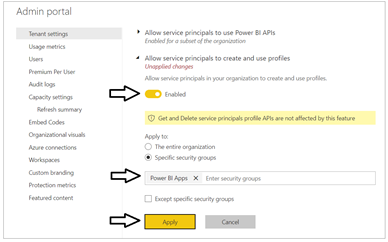 Admin portal
Tenant settings
Usage metrics
Users
Premium Per User
Audit logs
Capacity settings
Refresh summary
Embed Codes
Organizational visuals
Azure connections
Workspaces
Custom branding
Protection metrics
Featured content
Allow service principals to use Power BI APIs
Enabled for a subset of the organization
Allow service principals to create and use profiles
Unapplied changes
Allow service principals in your organization to create and use profiles.
Enabled
Get and Delete service principals profile APIs are not affected by this feature
Apply to:
The entire organization
Specific security groups
Power BI Apps X Enter security groups
Except specific security groups
Apply Cancel